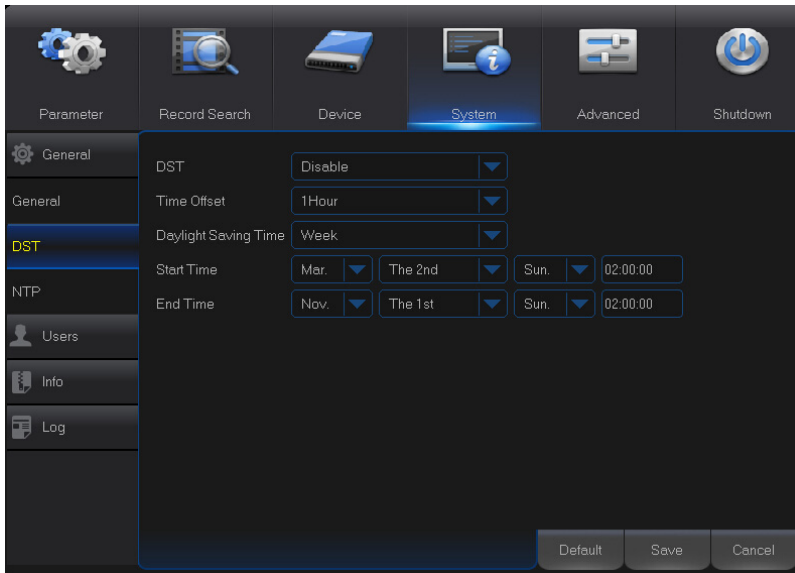 Parameter Record Search Device System Advanced Shutdown
General
General
DST
NTP
Users
Info
Log
DST Disable
Time Offset 1Hour
Daylight Saving Time Week
Start Time Mar. The 2nd Sun. 02:00:00
End Time Nov. The 1st Sun. 02:00:00
Default Save Cancel